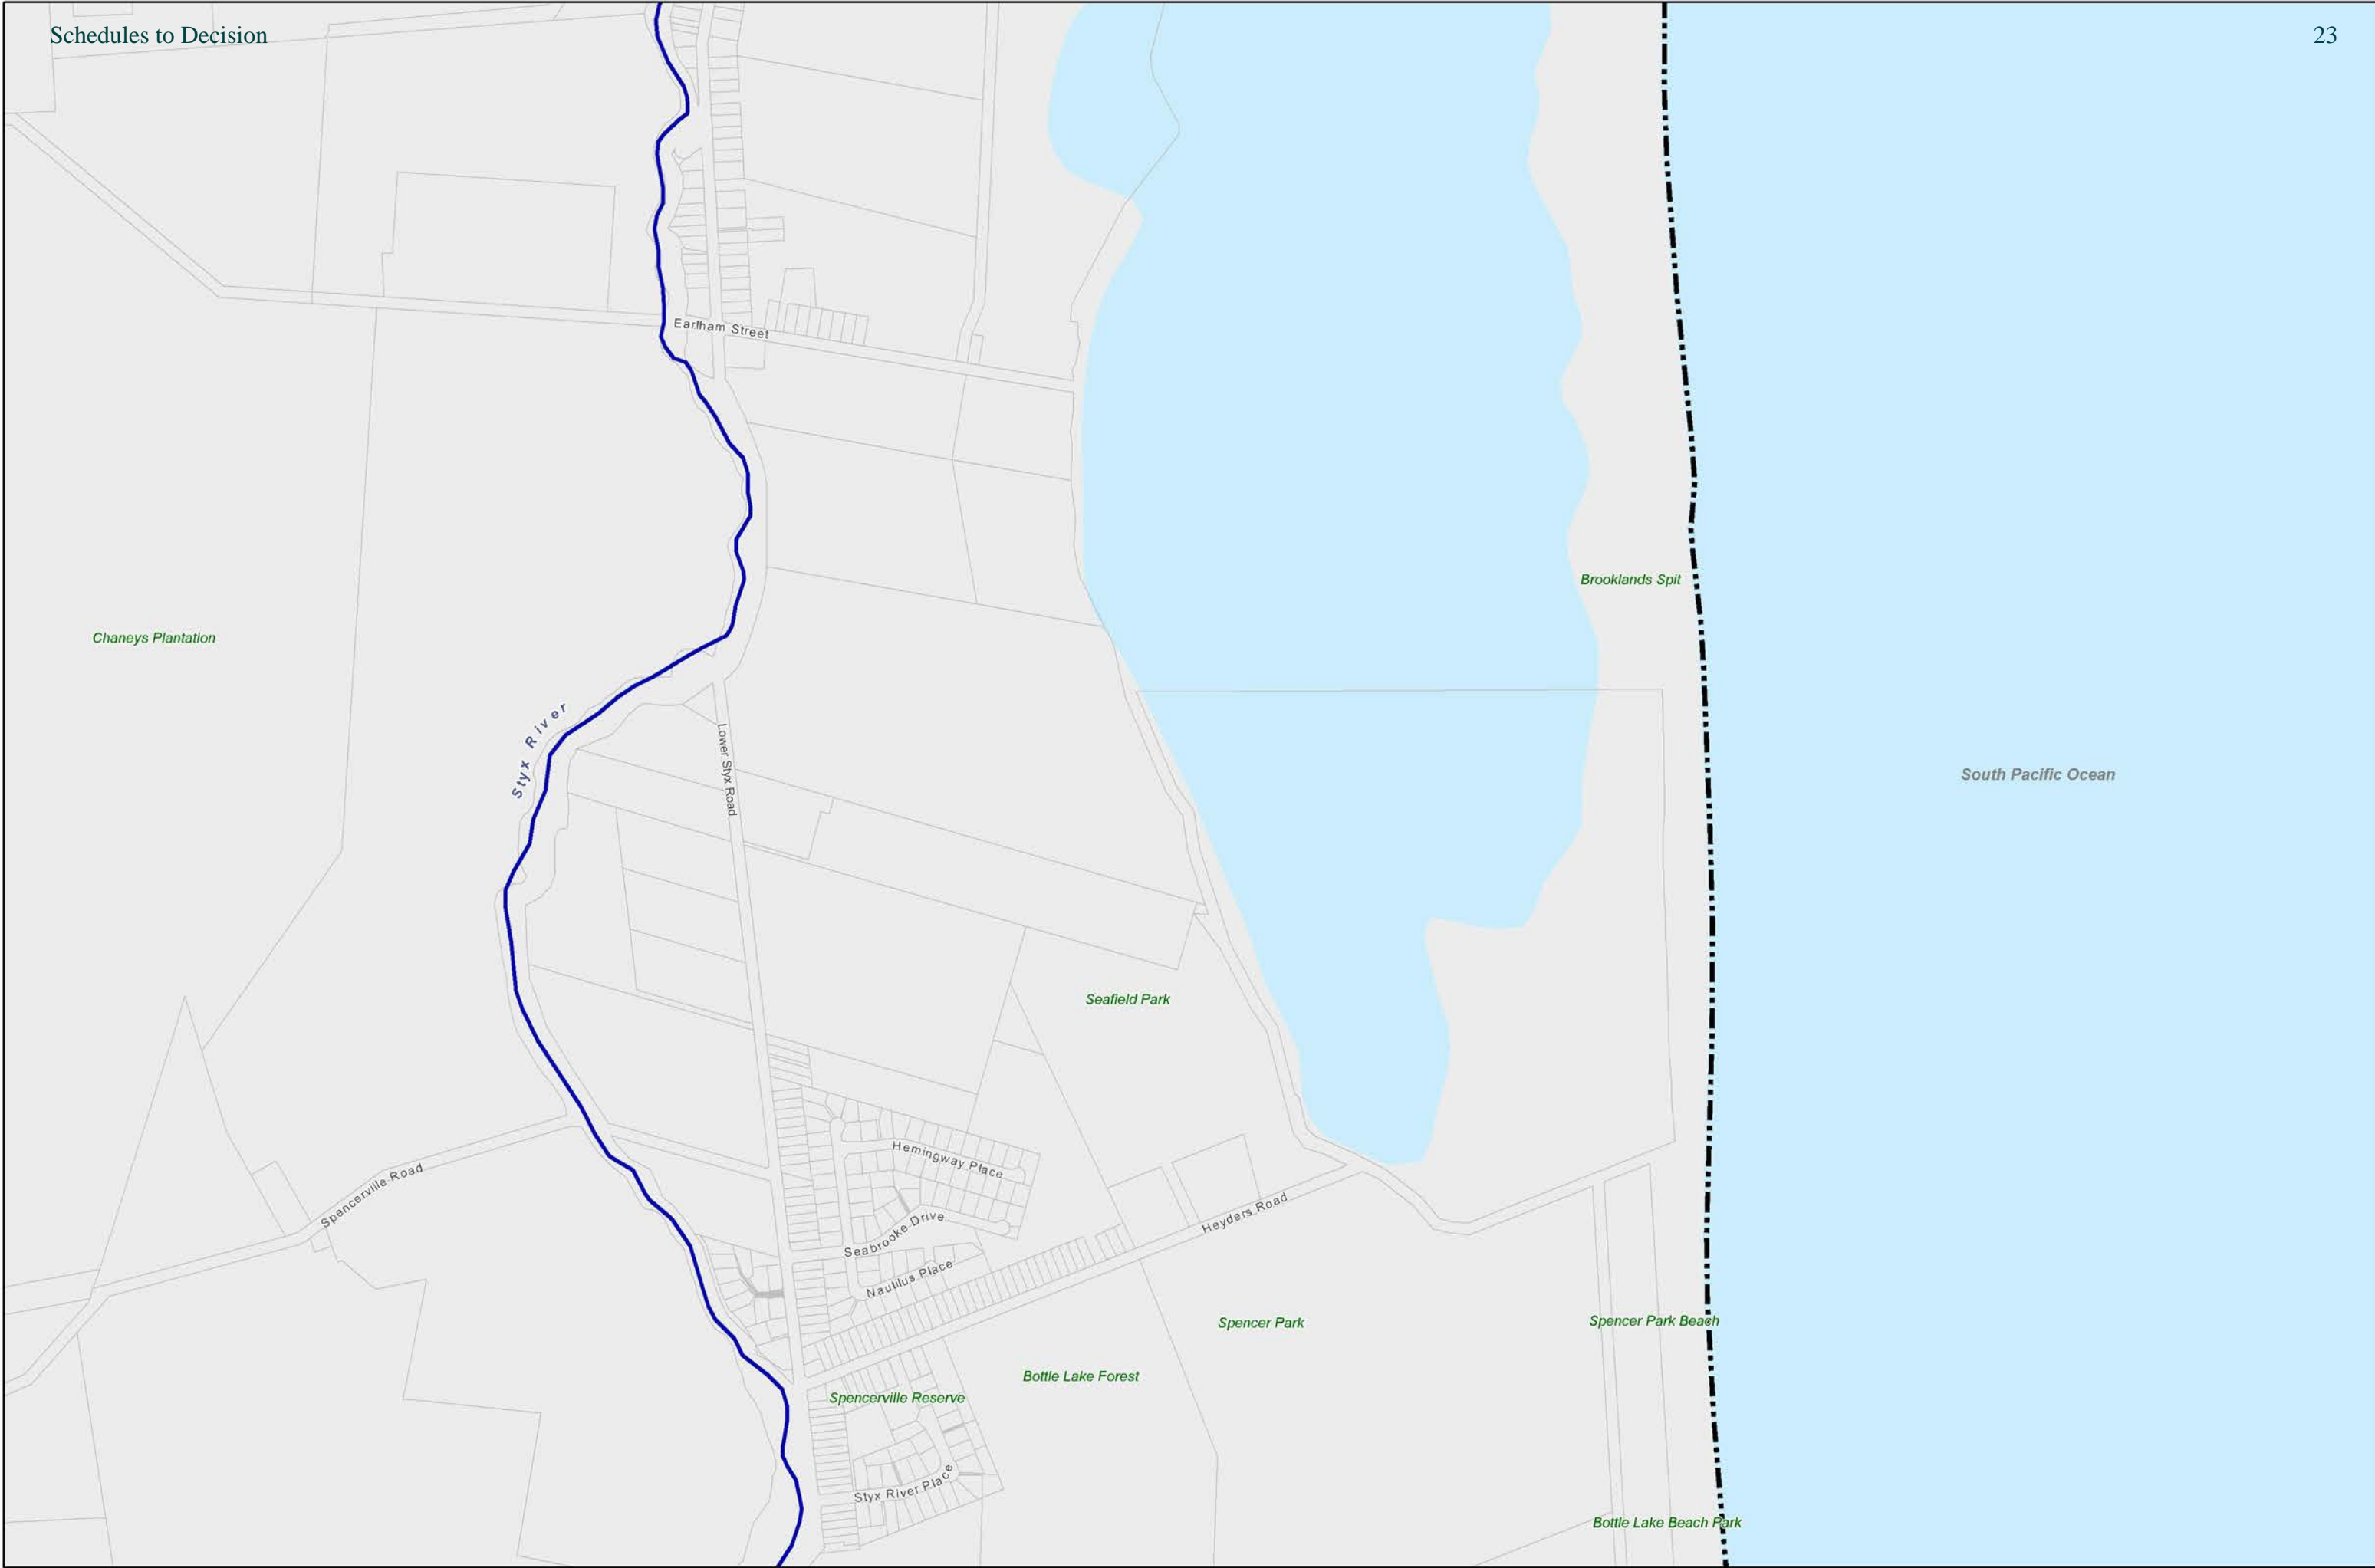 Schedules to Decision
23
Earlham Street
Brooklands Spit
Chaneys Plantation
Styx River
Lower Styx Road
South Pacific Ocean
Seafield Park
Hemingway Place
Spencerville Road
Seabrooke Drive
Heyders Road
Nautilus Place
Spencer Park
Spencer Park Beach
Bottle Lake Forest
Spencerville Reserve
Styx River Place
Bottle Lake Beach Park